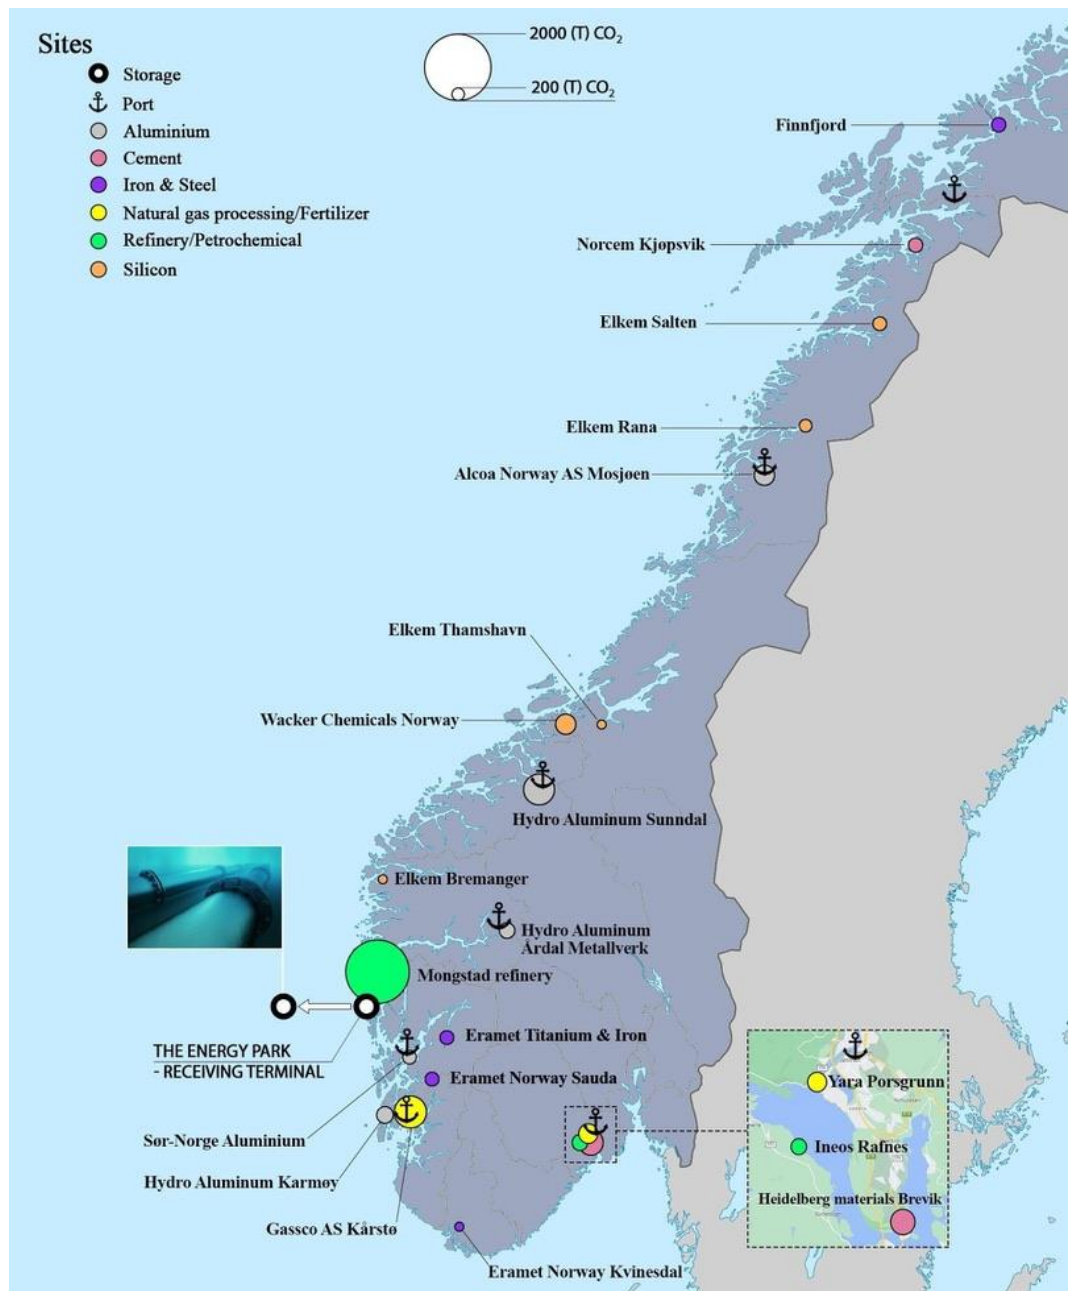 Sites
Storage
Port
Aluminium
Cement
Iron & Steel
Natural gas processing/Fertilizer
Refinery/Petrochemical
Silicon
2000 (T) CO₂
200 (T) CO₂
Finnfjord
Norcem Kjøpsvik
Elkem Salten
Elkem Rana
Alcoa Norway AS Mosjøen
Elkem Thamshavn
Wacker Chemicals Norway
Hydro Aluminum Sunndal
Elkem Bremanger
Hydro Aluminum
Årdal Metallverk
Mongstad refinery
THE ENERGY PARK
- RECEIVING TERMINAL
Eramet Titanium & Iron
Eramet Norway Sauda
Sør-Norge Aluminium
Hydro Aluminum Karmøy
Gassco AS Kårstø
Eramet Norway Kvinesdal
Yara Porsgrunn
Ineos Rafnes
Heidelberg materials Brevik